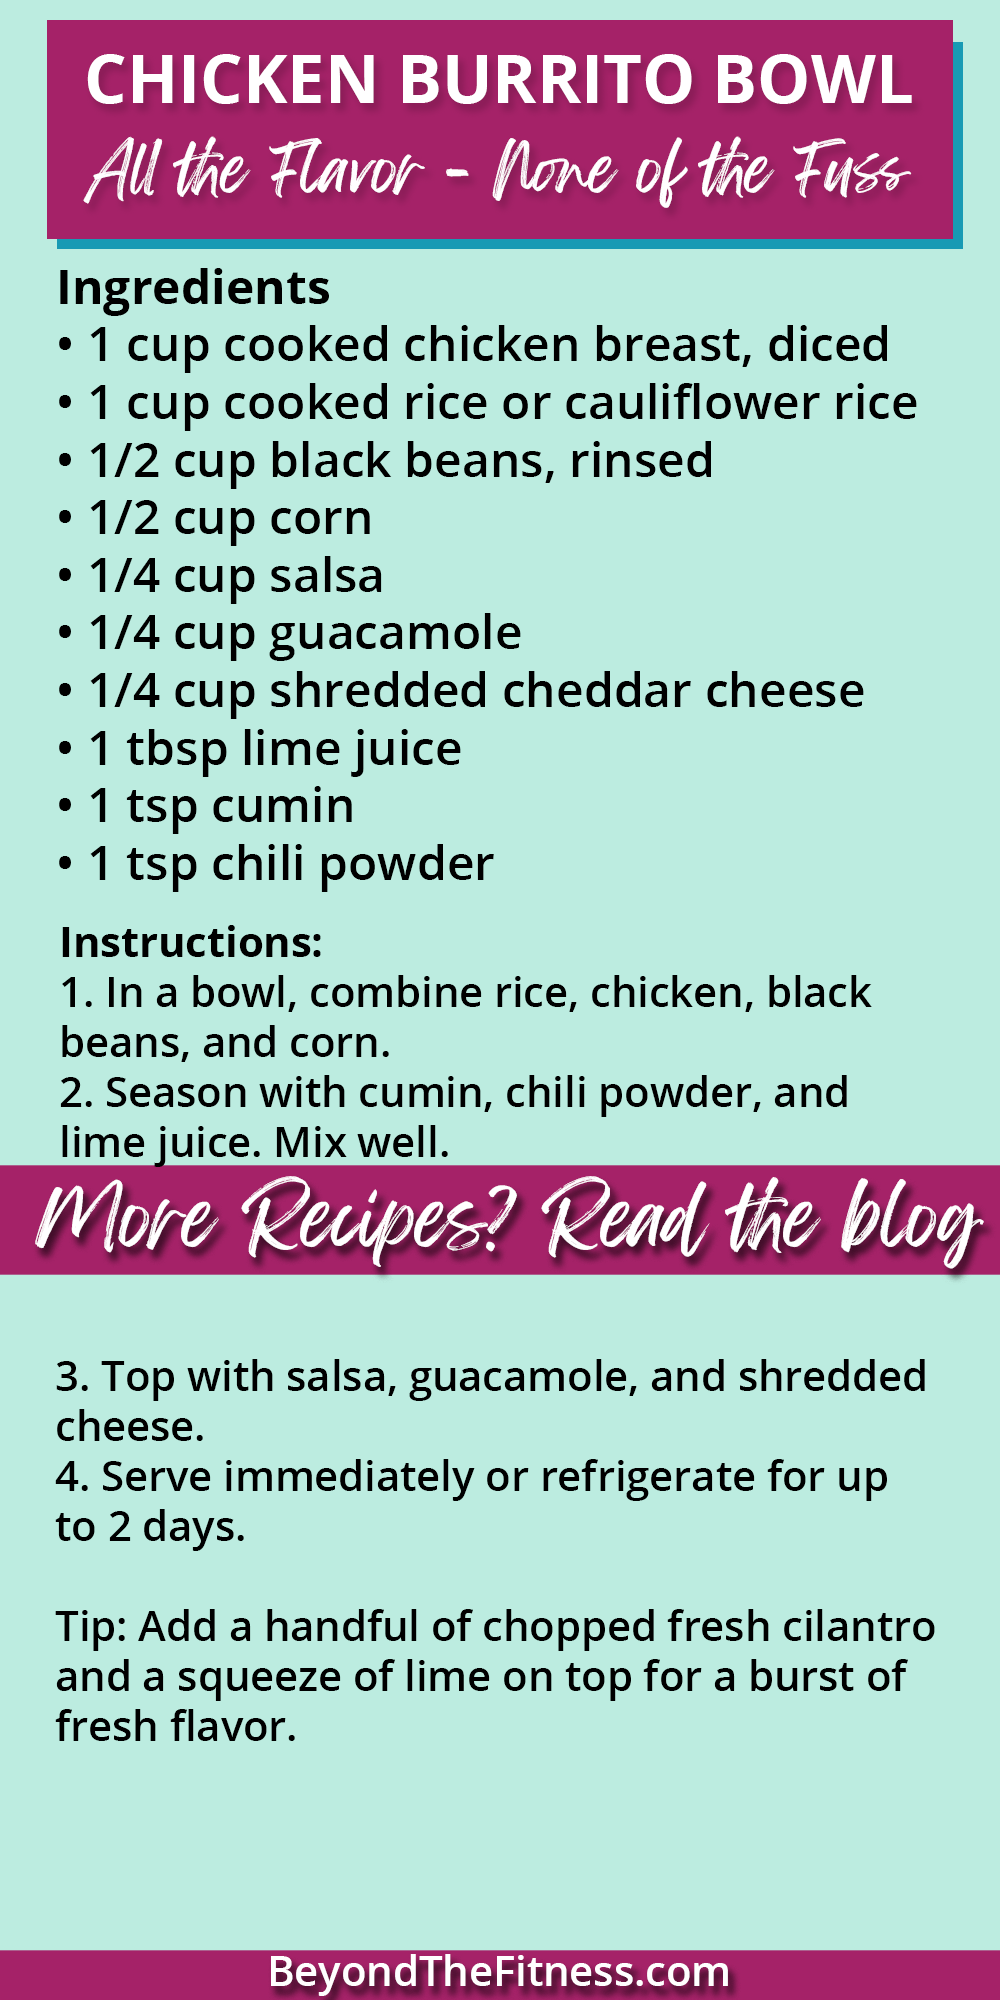 CHICKEN BURRITO BOWL
All the Flavor - None of the Fuss
Ingredients
• 1 cup cooked chicken breast, diced
• 1 cup cooked rice or cauliflower rice
• 1/2 cup black beans, rinsed
• 1/2 cup corn
• 1/4 cup salsa
• 1/4 cup guacamole
• 1/4 cup shredded cheddar cheese
• 1 tbsp lime juice
• 1 tsp cumin
• 1 tsp chili powder
Instructions:
1. In a bowl, combine rice, chicken, black
beans, and corn.
2. Season with cumin, chili powder, and
lime juice. Mix well.
More Recipes? Read the blog
3. Top with salsa, guacamole, and shredded
cheese.
4. Serve immediately or refrigerate for up
to 2 days.
Tip: Add a handful of chopped fresh cilantro
and a squeeze of lime on top for a burst of
fresh flavor.
BeyondTheFitness.com